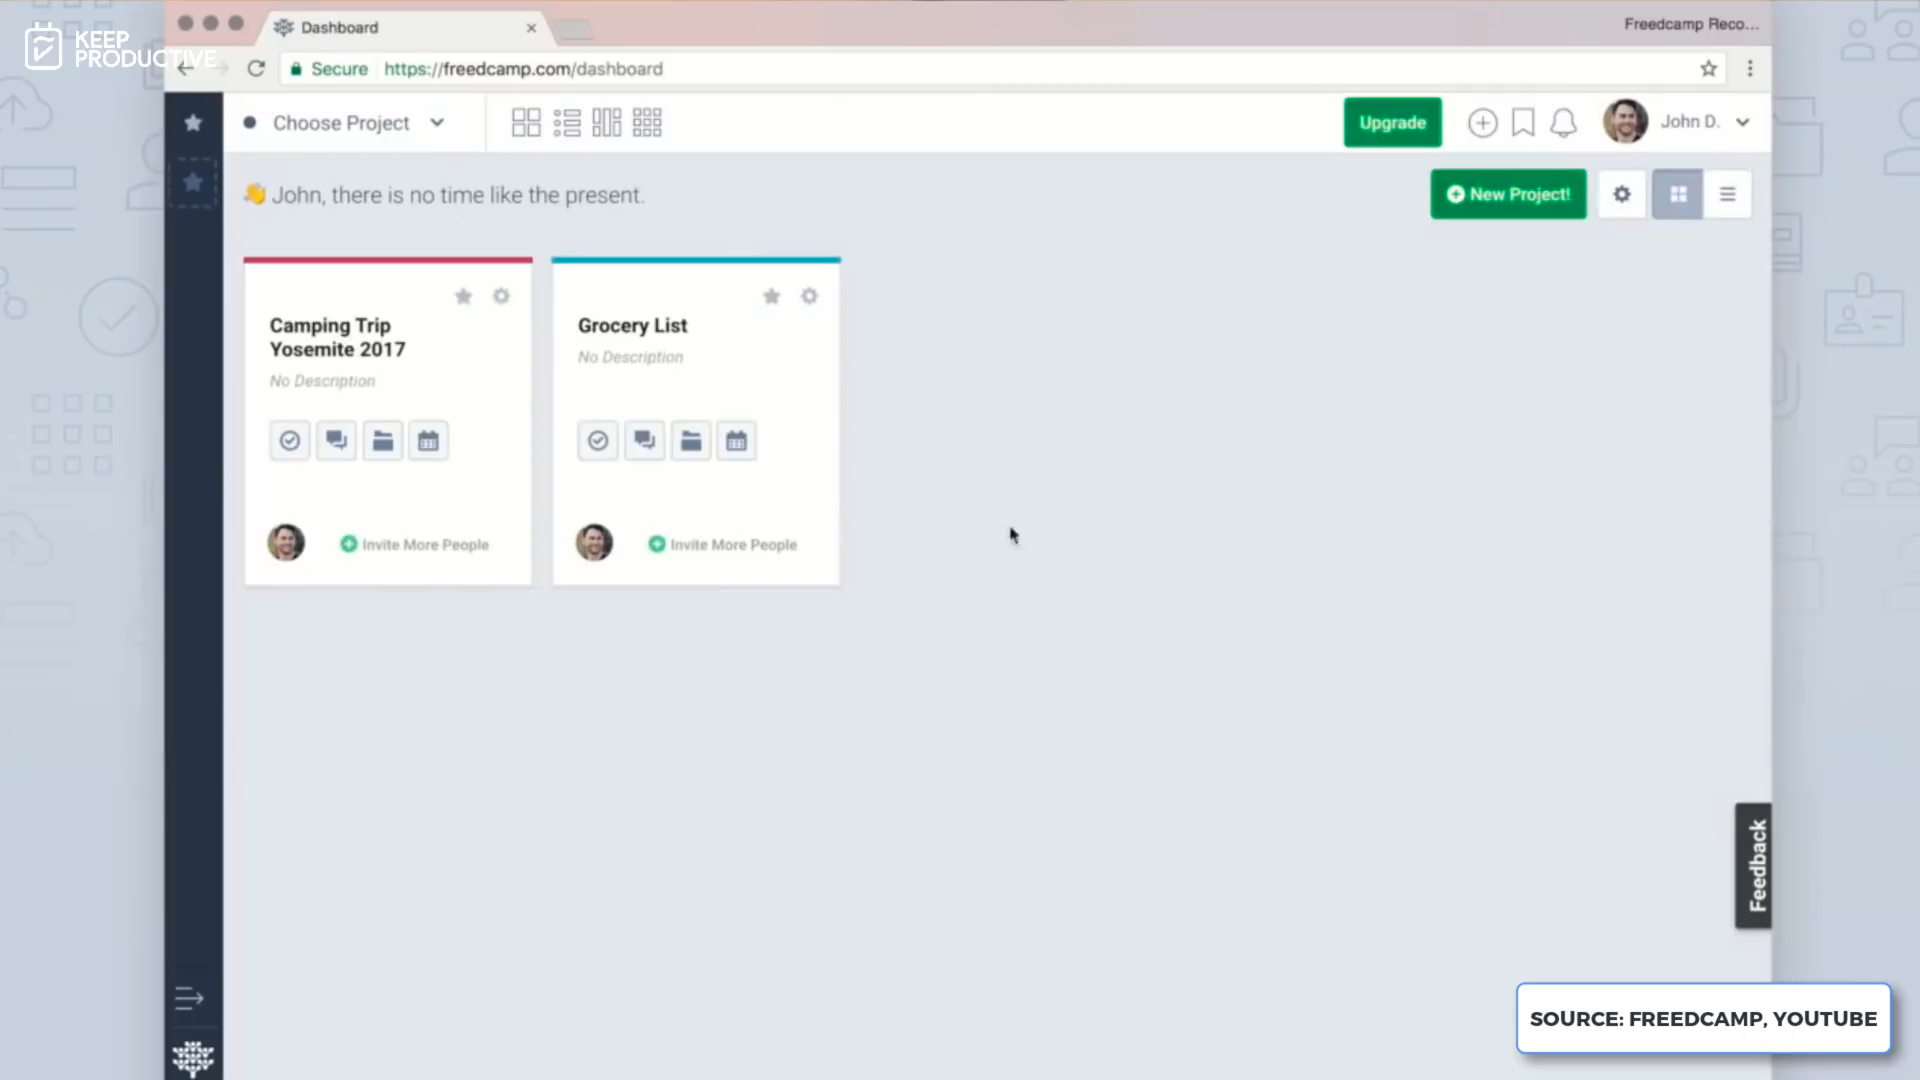 KEEP
PRODUCTIVE
Dashboard
Freedcamp Reco...
Secure
https://freedcamp.com/dashboard
Choose Project
Upgrade
John D.
👋 John, there is no time like the present.
New Project!
Camping Trip
Yosemite 2017
No Description
Invite More People
Grocery List
No Description
Invite More People
Feedback
SOURCE: FREEDCAMP, YOUTUBE